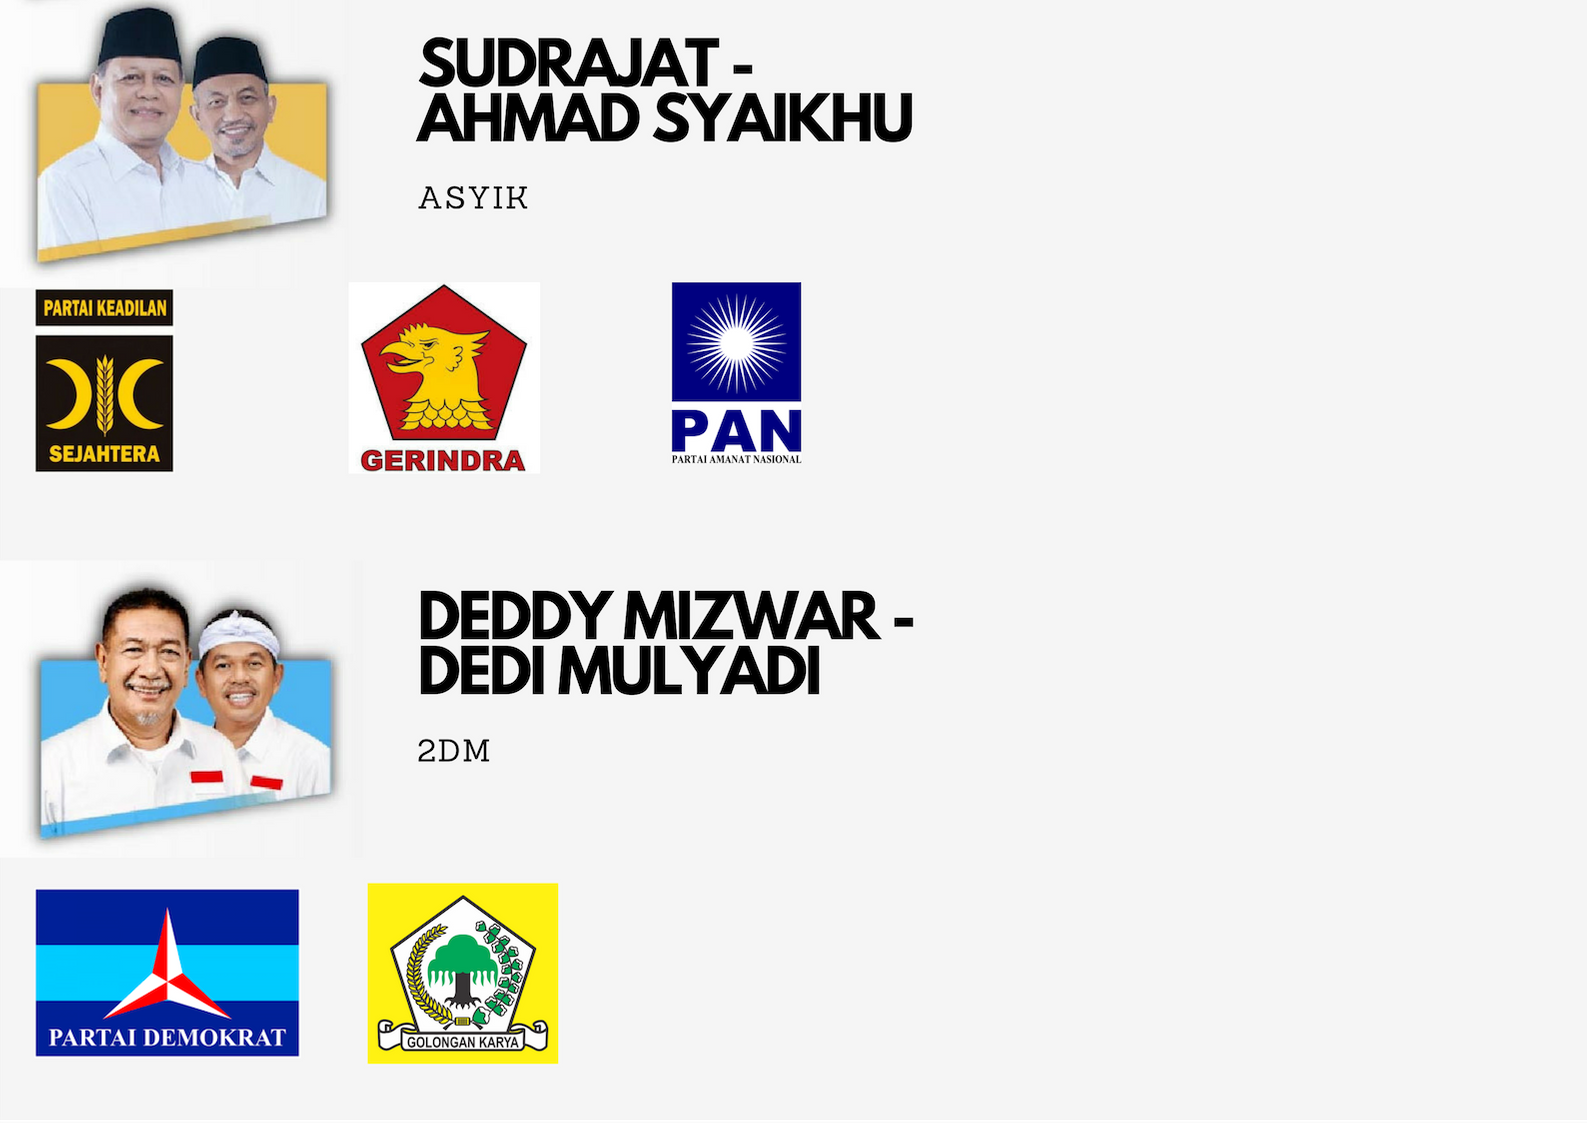 SUDRAJAT -
AHMAD SYAIKHU
ASYIK
PARTAI KEADILAN
SEJAHTERA
GERINDRA
PAN
PARTAI AMANAT NASIONAL
DEDDY MIZWAR -
DEDI MULYADI
2DM
PARTAI DEMOKRAT
GOLONGAN KARYA